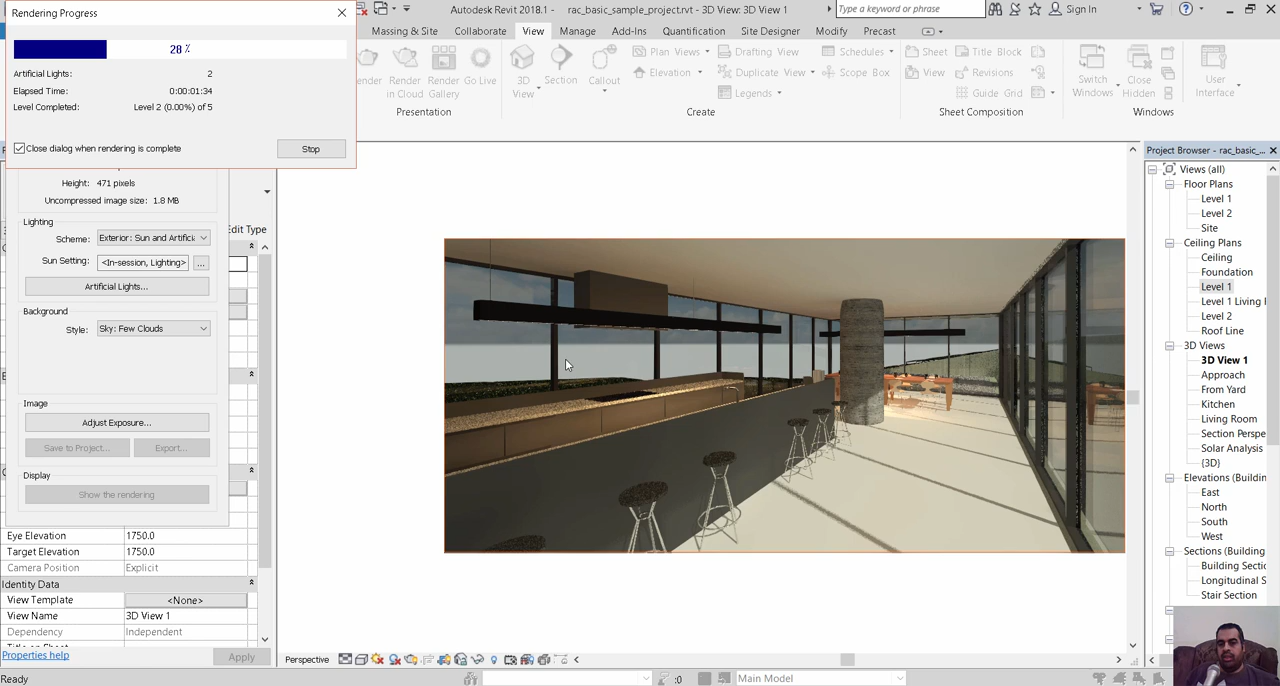 Rendering Progress
28 %
Artificial Lights: 2
Elapsed Time: 0:00:01:34
Level Completed: Level 2 (0.00%) of 5
Close dialog when rendering is complete
Stop
Autodesk Revit 2018.1 - rac_basic_sample_project.rvt - 3D View: 3D View 1
Type a keyword or phrase
Sign In
Massing & Site
Collaborate
View
Manage
Add-Ins
Quantification
Site Designer
Modify
Precast
Render in Cloud
Render Gallery
Go Live
Presentation
3D View
Section
Callout
Plan Views
Elevation
Drafting View
Duplicate View
Legends
Schedules
Scope Box
Create
Sheet
View
Title Block
Revisions
Guide Grid
Sheet Composition
Switch Windows
Close Hidden
User Interface
Windows
Height: 471 pixels
Uncompressed image size: 1.8 MB
Lighting
Scheme: Exterior: Sun and Artific
Sun Setting: <In-session, Lighting>
...
Artificial Lights...
Background
Style: Sky: Few Clouds
Image
Adjust Exposure...
Save to Project...
Export...
Display
Show the rendering
dit Type
Eye Elevation 1750.0
Target Elevation 1750.0
Camera Position Explicit
Identity Data
View Template <None>
View Name 3D View 1
Dependency Independent
Properties help
Apply
Ready
Perspective
:0
Main Model
Project Browser - rac_basic_...
Views (all)
Floor Plans
Level 1
Level 2
Site
Ceiling Plans
Ceiling
Foundation
Level 1
Level 1 Living
Level 2
Roof Line
3D Views
3D View 1
Approach
From Yard
Kitchen
Living Room
Section Perspe
Solar Analysis
{3D}
Elevations (Buildin
East
North
South
West
Sections (Building
Building Sectio
Longitudinal S
Stair Section